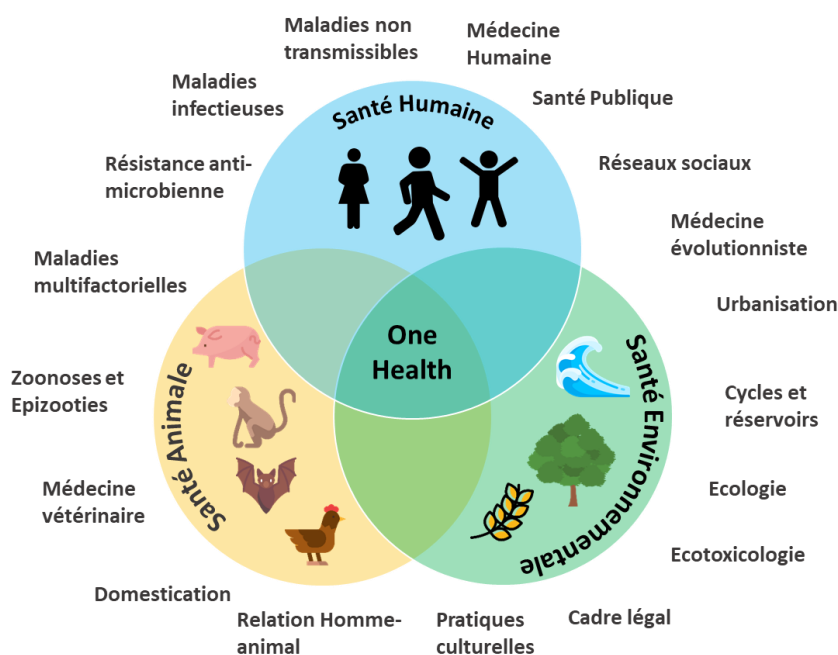 Maladies non
transmissibles
Médecine
Humaine
Maladies
infectieuses
Santé Humaine
Santé Publique
Résistance anti-
microbienne
Réseaux sociaux
Médecine
évolutionniste
Maladies
multifactorielles
Urbanisation
One
Health
Zoonoses et
Epizooties
Santé Animale
Santé Environnementale
Cycles et
réservoirs
Médecine
vétérinaire
Ecologie
Ecotoxicologie
Domestication
Relation Homme-
animal
Pratiques
culturelles
Cadre légal